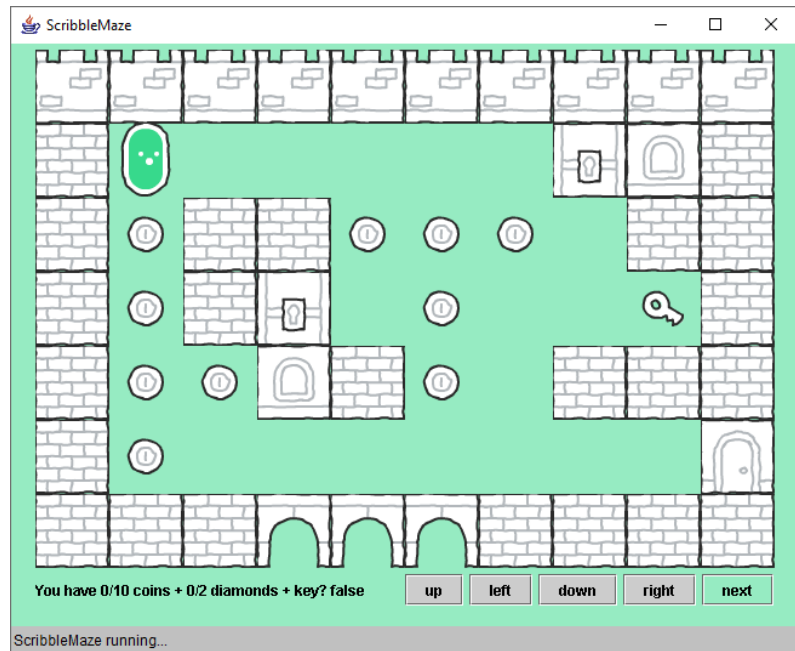 ScribbleMaze
You have 0/10 coins + 0/2 diamonds + key? false
up left down right next
ScribbleMaze running...